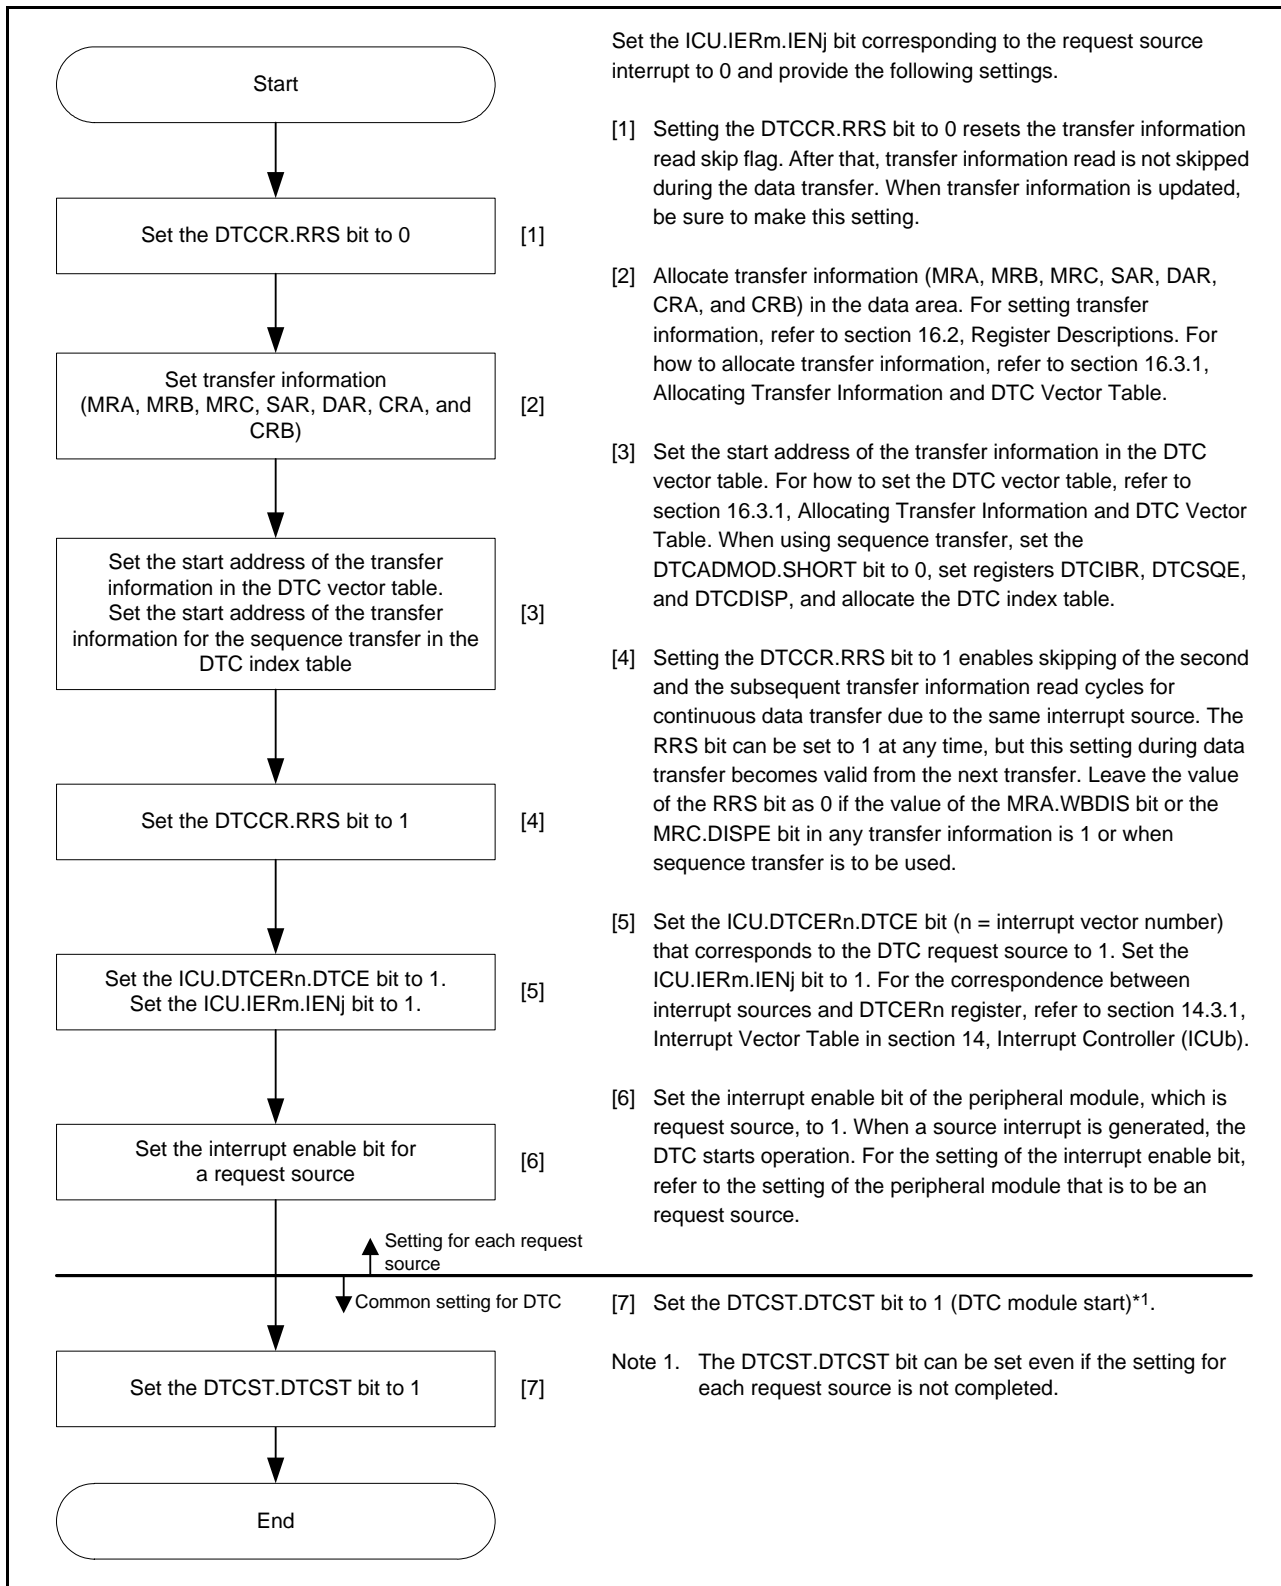 Start
Set the DTCCR.RRS bit to 0
[1]
Set transfer information
(MRA, MRB, MRC, SAR, DAR, CRA, and
CRB)
[2]
Set the start address of the transfer
information in the DTC vector table.
Set the start address of the transfer
information for the sequence transfer in the
DTC index table
[3]
Set the DTCCR.RRS bit to 1
[4]
Set the ICU.DTCERn.DTCE bit to 1.
Set the ICU.IERm.IENj bit to 1.
[5]
Set the interrupt enable bit for
a request source
[6]
Setting for each request
source
Common setting for DTC
Set the DTCST.DTCST bit to 1
[7]
End
Set the ICU.IERm.IENj bit corresponding to the request source
interrupt to 0 and provide the following settings.
[1] Setting the DTCCR.RRS bit to 0 resets the transfer information
read skip flag. After that, transfer information read is not skipped
during the data transfer. When transfer information is updated,
be sure to make this setting.
[2] Allocate transfer information (MRA, MRB, MRC, SAR, DAR,
CRA, and CRB) in the data area. For setting transfer
information, refer to section 16.2, Register Descriptions. For
how to allocate transfer information, refer to section 16.3.1,
Allocating Transfer Information and DTC Vector Table.
[3] Set the start address of the transfer information in the DTC
vector table. For how to set the DTC vector table, refer to
section 16.3.1, Allocating Transfer Information and DTC Vector
Table. When using sequence transfer, set the
DTCADMOD.SHORT bit to 0, set registers DTCIBR, DTCSQE,
and DTCDISP, and allocate the DTC index table.
[4] Setting the DTCCR.RRS bit to 1 enables skipping of the second
and the subsequent transfer information read cycles for
continuous data transfer due to the same interrupt source. The
RRS bit can be set to 1 at any time, but this setting during data
transfer becomes valid from the next transfer. Leave the value
of the RRS bit as 0 if the value of the MRA.WBDIS bit or the
MRC.DISPE bit in any transfer information is 1 or when
sequence transfer is to be used.
[5] Set the ICU.DTCERn.DTCE bit (n = interrupt vector number)
that corresponds to the DTC request source to 1. Set the
ICU.IERm.IENj bit to 1. For the correspondence between
interrupt sources and DTCERn register, refer to section 14.3.1,
Interrupt Vector Table in section 14, Interrupt Controller (ICUb).
[6] Set the interrupt enable bit of the peripheral module, which is
request source, to 1. When a source interrupt is generated, the
DTC starts operation. For the setting of the interrupt enable bit,
refer to the setting of the peripheral module that is to be an
request source.
[7] Set the DTCST.DTCST bit to 1 (DTC module start)*1.
Note 1. The DTCST.DTCST bit can be set even if the setting for
each request source is not completed.